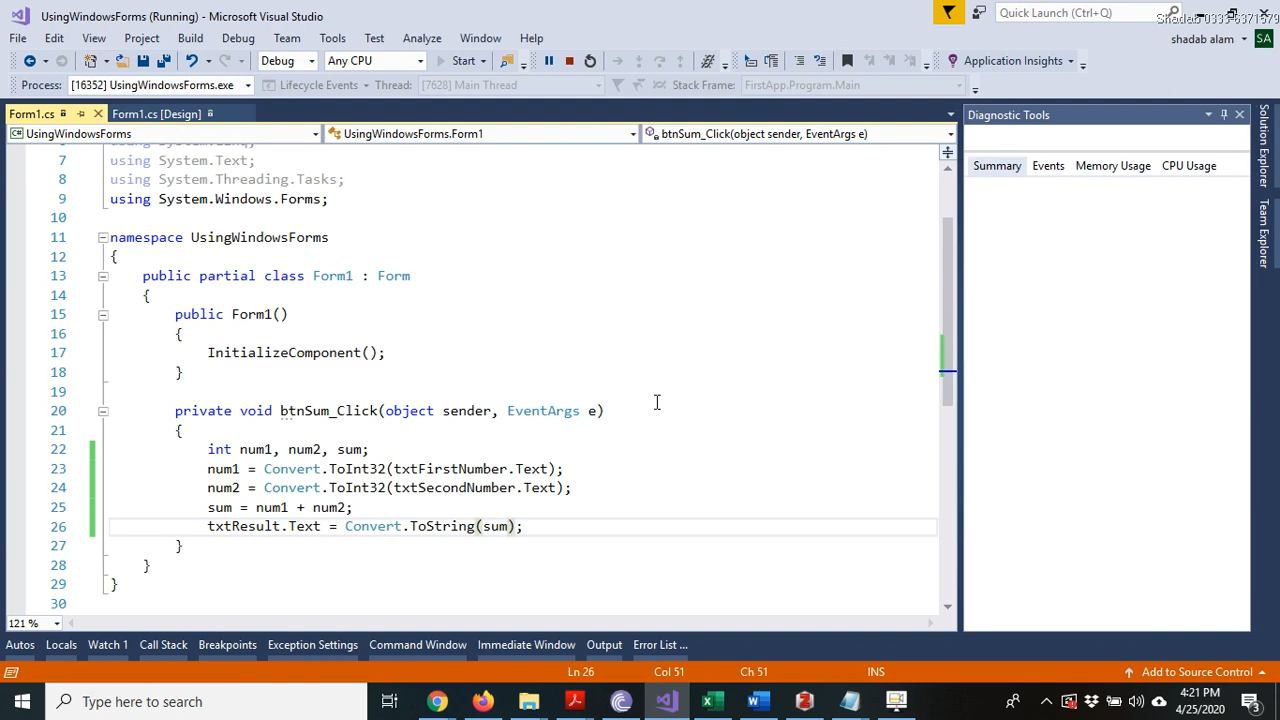 UsingWindowsForms (Running) - Microsoft Visual Studio
Quick Launch (Ctrl+Q)
File Edit View Project Build Debug Team Tools Test Analyze Window Help
shadab alam SA
Debug Any CPU Start Application Insights
Process: [16352] UsingWindowsForms.exe Lifecycle Events Thread: [7628] Main Thread Stack Frame: FirstApp.Program.Main
Form1.cs Form1.cs [Design] Diagnostic Tools
UsingWindowsForms UsingWindowsForms.Form1 btnSum_Click(object sender, EventArgs e)
Summary Events Memory Usage CPU Usage
7 using System.Text;
8 using System.Threading.Tasks;
9 using System.Windows.Forms;
10
11 namespace UsingWindowsForms
12 {
13 public partial class Form1 : Form
14 {
15 public Form1()
16 {
17 InitializeComponent();
18 }
19
20 private void btnSum_Click(object sender, EventArgs e)
21 {
22 int num1, num2, sum;
23 num1 = Convert.ToInt32(txtFirstNumber.Text);
24 num2 = Convert.ToInt32(txtSecondNumber.Text);
25 sum = num1 + num2;
26 txtResult.Text = Convert.ToString(sum);
27 }
28 }
29 }
30
121 %
Solution Explorer
Team Explorer
Autos Locals Watch 1 Call Stack Breakpoints Exception Settings Command Window Immediate Window Output Error List ...
Ln 26 Col 51 Ch 51 INS Add to Source Control
Type here to search
4:21 PM
4/25/2020
3